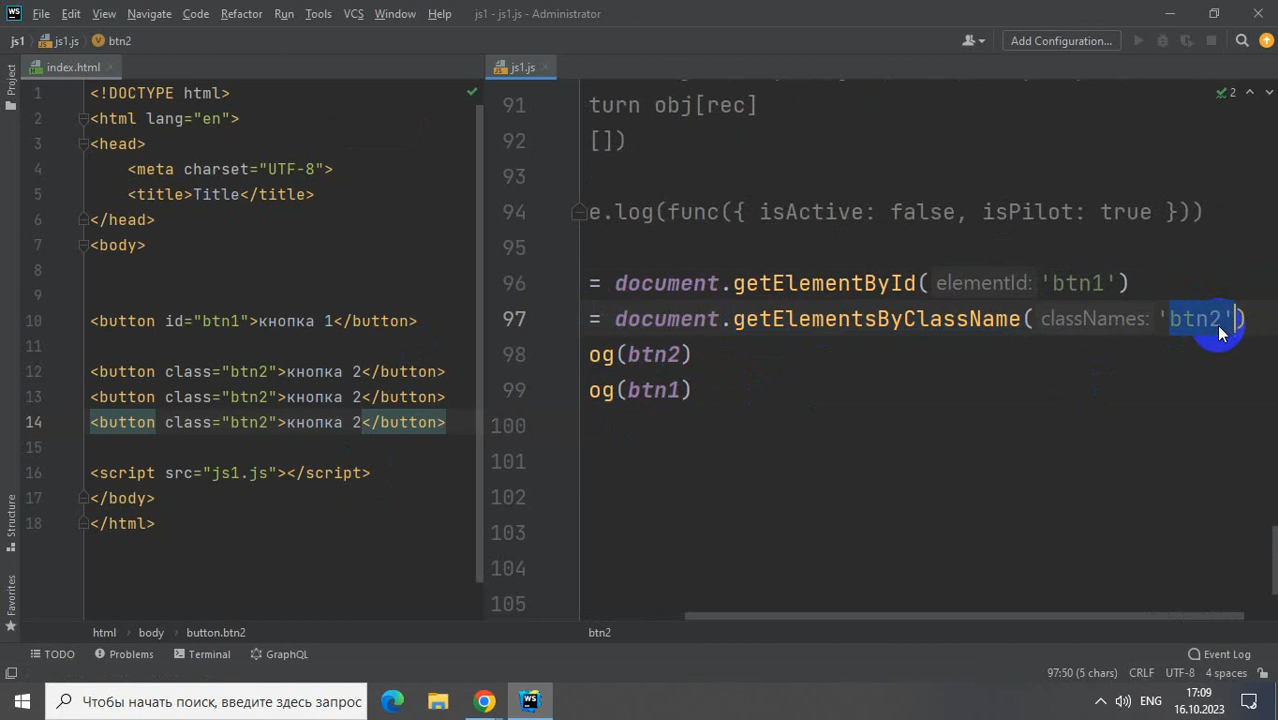 File Edit View Navigate Code Refactor Run Tools VCS Window Help js1 - js1.js - Administrator
js1 js1.js btn2 Add Configuration...
index.html js1.js
Project
1 <!DOCTYPE html>
2 <html lang="en">
3 <head>
4 <meta charset="UTF-8">
5 <title>Title</title>
6 </head>
7 <body>
8
9
10 <button id="btn1">кнопка 1</button>
11
12 <button class="btn2">кнопка 2</button>
13 <button class="btn2">кнопка 2</button>
14 <button class="btn2">кнопка 2</button>
15
16 <script src="js1.js"></script>
17 </body>
18 </html>
2
91 turn obj[rec]
92 [])
93
94 e.log(func({ isActive: false, isPilot: true }))
95
96 = document.getElementById( elementId: 'btn1')
97 = document.getElementsByClassName( classNames: 'btn2')
98 og(btn2)
99 og(btn1)
100
101
102
103
104
105
Structure
Favorites
html body button.btn2 btn2
TODO Problems Terminal GraphQL Event Log
97:50 (5 chars) CRLF UTF-8 4 spaces
Чтобы начать поиск, введите здесь запрос
ENG
17:09
16.10.2023